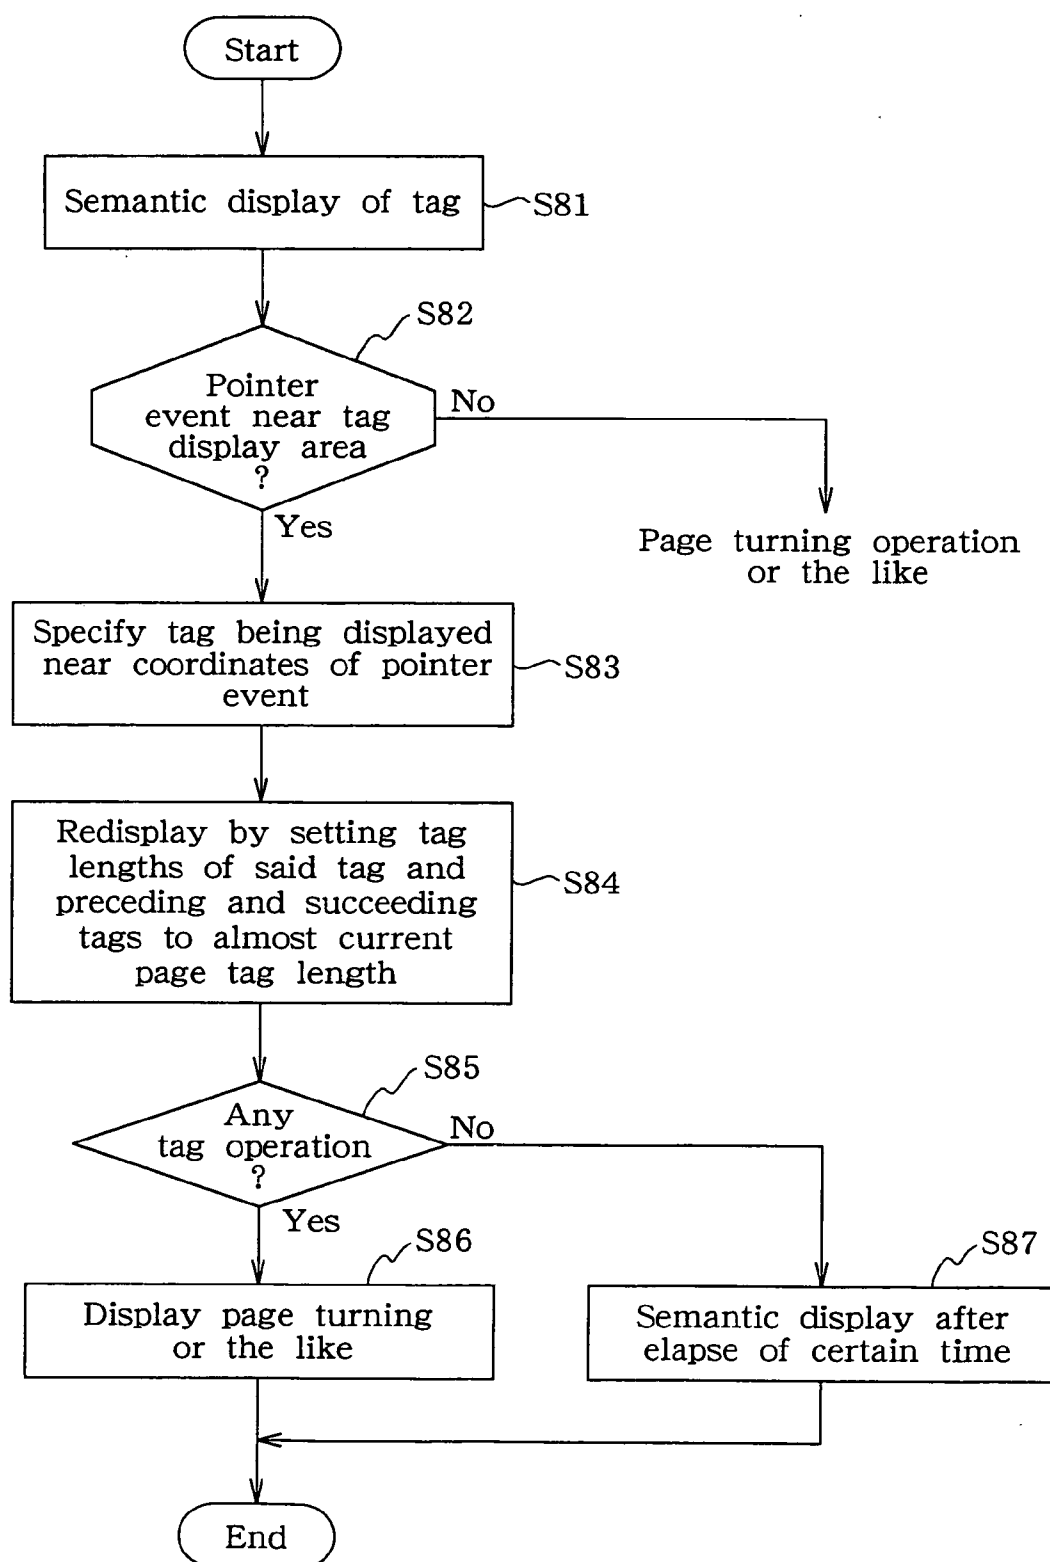 Start
Semantic display of tag
S81
S82
Pointer
event near tag
display area
?
No
Yes
Page turning operation
or the like
Specify tag being displayed
near coordinates of pointer
event
S83
Redisplay by setting tag
lengths of said tag and
preceding and succeeding
tags to almost current
page tag length
S84
S85
Any
tag operation
?
No
Yes
S86
S87
Display page turning
or the like
Semantic display after
elapse of certain time
End